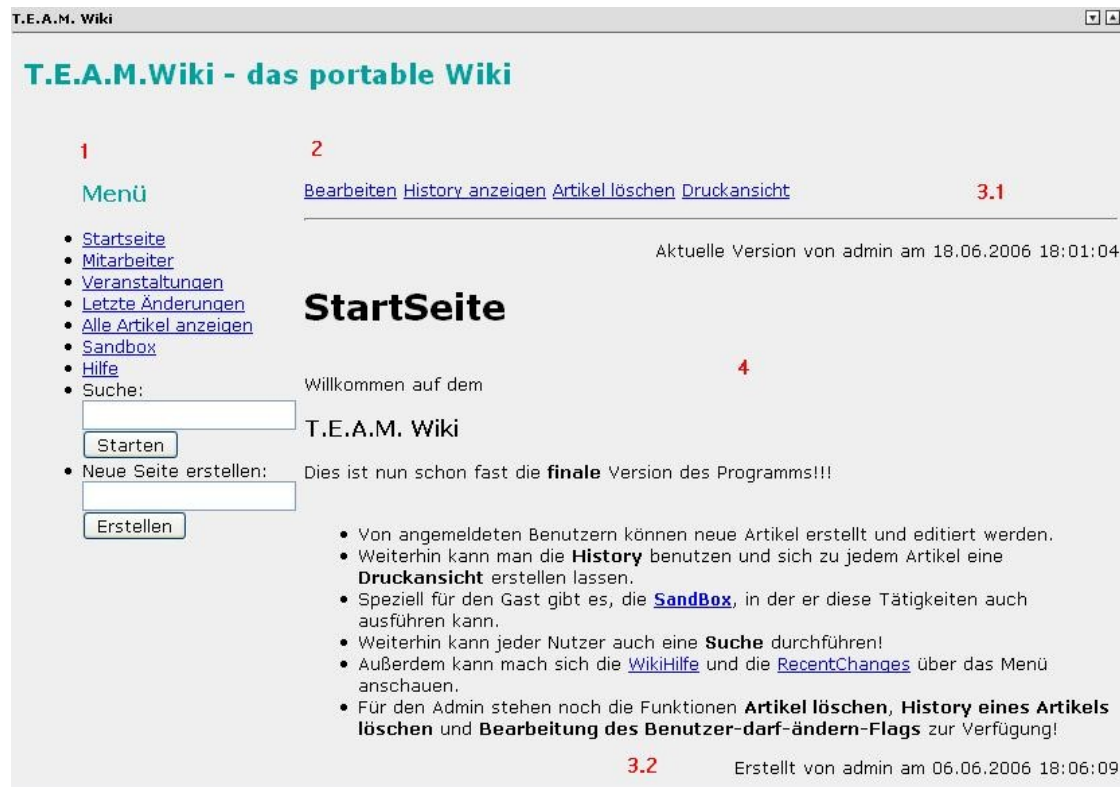 T.E.A.M. Wiki
T.E.A.M.Wiki - das portable Wiki
1
Menü
Startseite
Mitarbeiter
Veranstaltungen
Letzte Änderungen
Alle Artikel anzeigen
Sandbox
Hilfe
Suche:
Starten
Neue Seite erstellen:
Erstellen
2
Bearbeiten History anzeigen Artikel löschen Druckansicht
3.1
Aktuelle Version von admin am 18.06.2006 18:01:04
StartSeite
4
Willkommen auf dem
T.E.A.M. Wiki
Dies ist nun schon fast die finale Version des Programms!!!
Von angemeldeten Benutzern können neue Artikel erstellt und editiert werden.
Weiterhin kann man die History benutzen und sich zu jedem Artikel eine
Druckansicht erstellen lassen.
Speziell für den Gast gibt es, die SandBox, in der er diese Tätigkeiten auch
ausführen kann.
Weiterhin kann jeder Nutzer auch eine Suche durchführen!
Außerdem kann mach sich die WikiHilfe und die RecentChanges über das Menü
anschauen.
Für den Admin stehen noch die Funktionen Artikel löschen, History eines Artikels
löschen und Bearbeitung des Benutzer-darf-ändern-Flags zur Verfügung!
3.2
Erstellt von admin am 06.06.2006 18:06:09